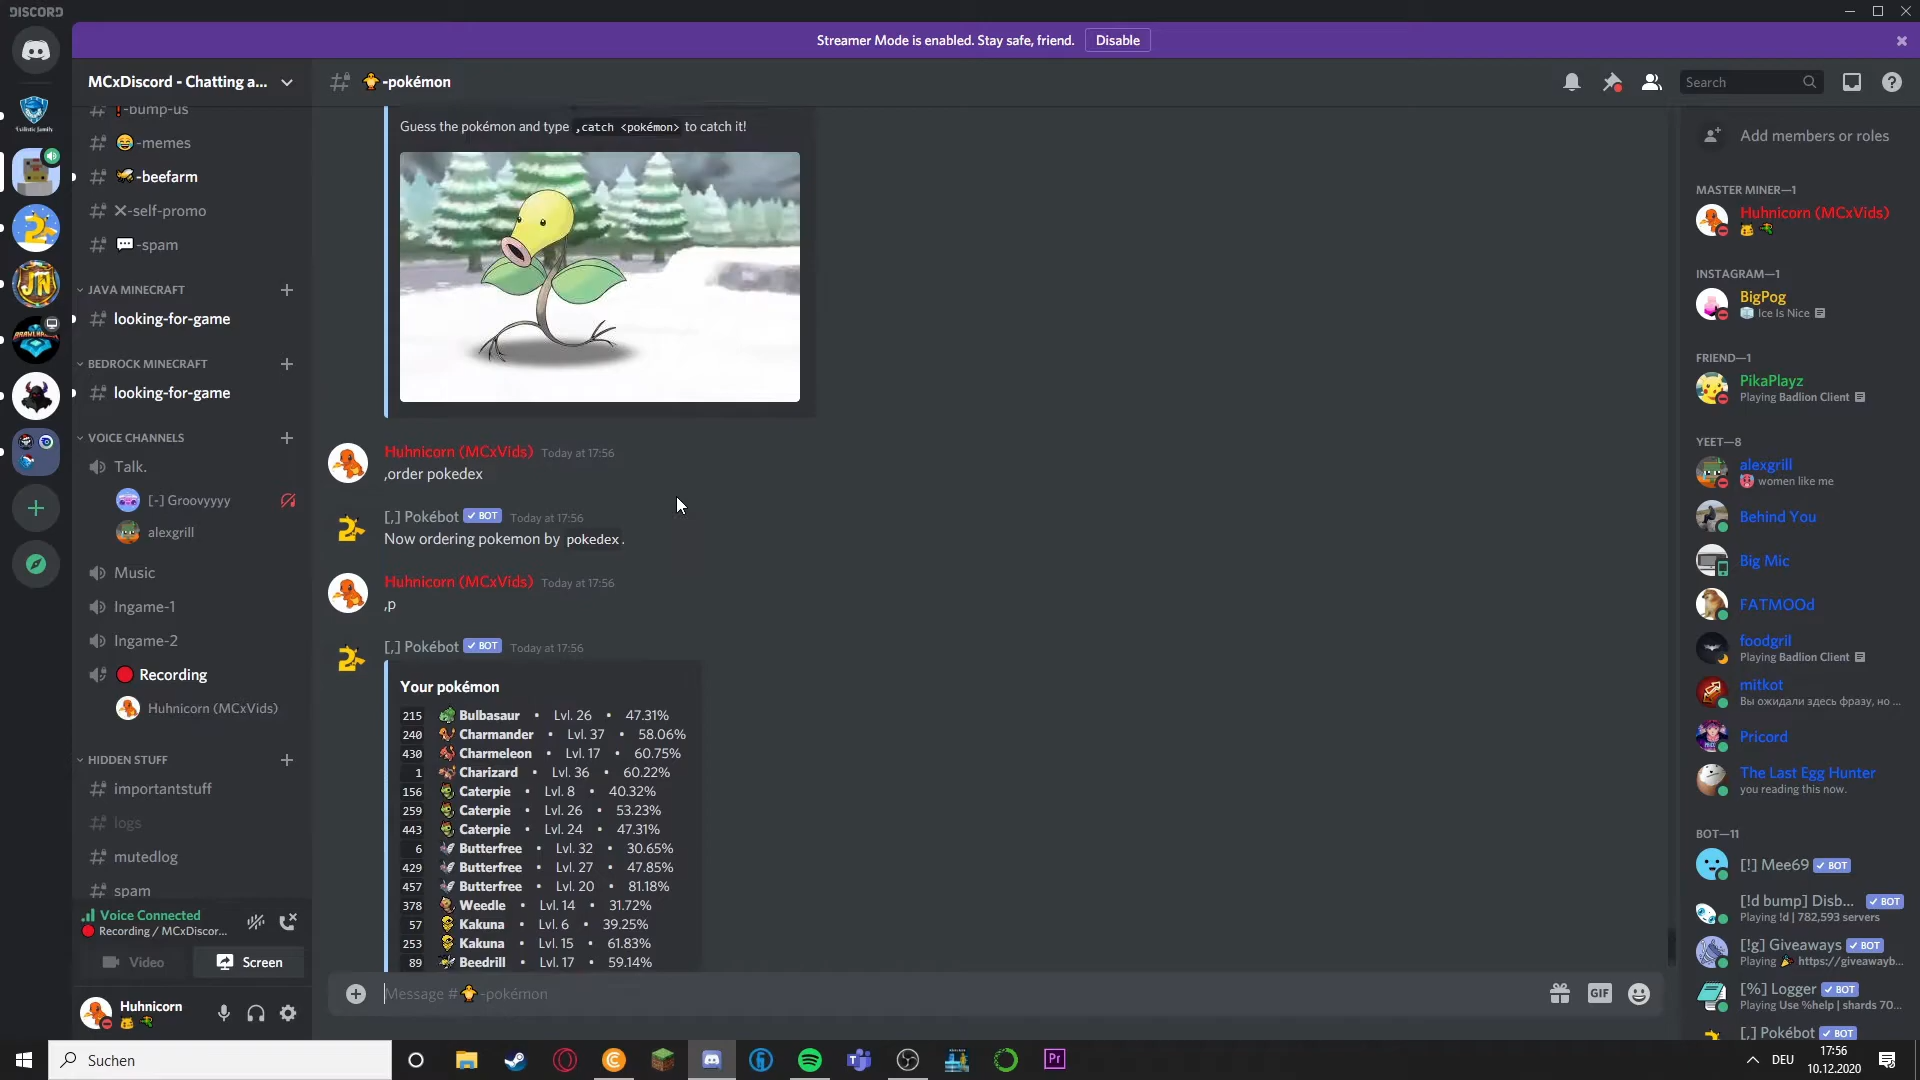 DISCORD
Streamer Mode is enabled. Stay safe, friend.
Disable
MCxDiscord - Chatting a...
-bump-us
-memes
-beefarm
-self-promo
-spam
JAVA MINECRAFT
looking-for-game
BEDROCK MINECRAFT
looking-for-game
VOICE CHANNELS
Talk.
[-] Groovyyyy
alexgrill
Music
Ingame-1
Ingame-2
Recording
Huhnicorn (MCxVids)
HIDDEN STUFF
importantstuff
logs
mutedlog
spam
Voice Connected
Recording / MCxDiscor...
Video
Screen
Huhnicorn
-pokémon
Search
Guess the pokémon and type ,catch <pokémon> to catch it!
Huhnicorn (MCxVids) Today at 17:56
,order pokedex
[,] Pokébot ✓ BOT Today at 17:56
Now ordering pokemon by pokedex.
Huhnicorn (MCxVids) Today at 17:56
,p
[,] Pokébot ✓ BOT Today at 17:56
Your pokémon
215 Bulbasaur • Lvl. 26 • 47.31%
240 Charmander • Lvl. 37 • 58.06%
430 Charmeleon • Lvl. 17 • 60.75%
1 Charizard • Lvl. 36 • 60.22%
156 Caterpie • Lvl. 8 • 40.32%
259 Caterpie • Lvl. 26 • 53.23%
443 Caterpie • Lvl. 24 • 47.31%
6 Butterfree • Lvl. 32 • 30.65%
429 Butterfree • Lvl. 27 • 47.85%
457 Butterfree • Lvl. 20 • 81.18%
378 Weedle • Lvl. 14 • 31.72%
57 Kakuna • Lvl. 6 • 39.25%
253 Kakuna • Lvl. 15 • 61.83%
89 Beedrill • Lvl. 17 • 59.14%
Message #-pokémon
GIF
Add members or roles
MASTER MINER—1
Huhnicorn (MCxVids)
INSTAGRAM—1
BigPog
Ice Is Nice
FRIEND—1
PikaPlayz
Playing Badlion Client
YEET—8
alexgrill
women like me
Behind You
Big Mic
FATMOOd
foodgril
Playing Badlion Client
mitkot
Вы ожидали здесь фразу, но ...
Pricord
The Last Egg Hunter
you reading this now.
BOT—11
[!] Mee69 ✓ BOT
[!d bump] Disb... ✓ BOT
Playing !d | 782,593 servers
[!g] Giveaways ✓ BOT
Playing 🎉 https://giveawayb...
[%] Logger ✓ BOT
Playing Use %help | shards 70...
[,] Pokébot ✓ BOT
Suchen
Pr
DEU
17:56
10.12.2020